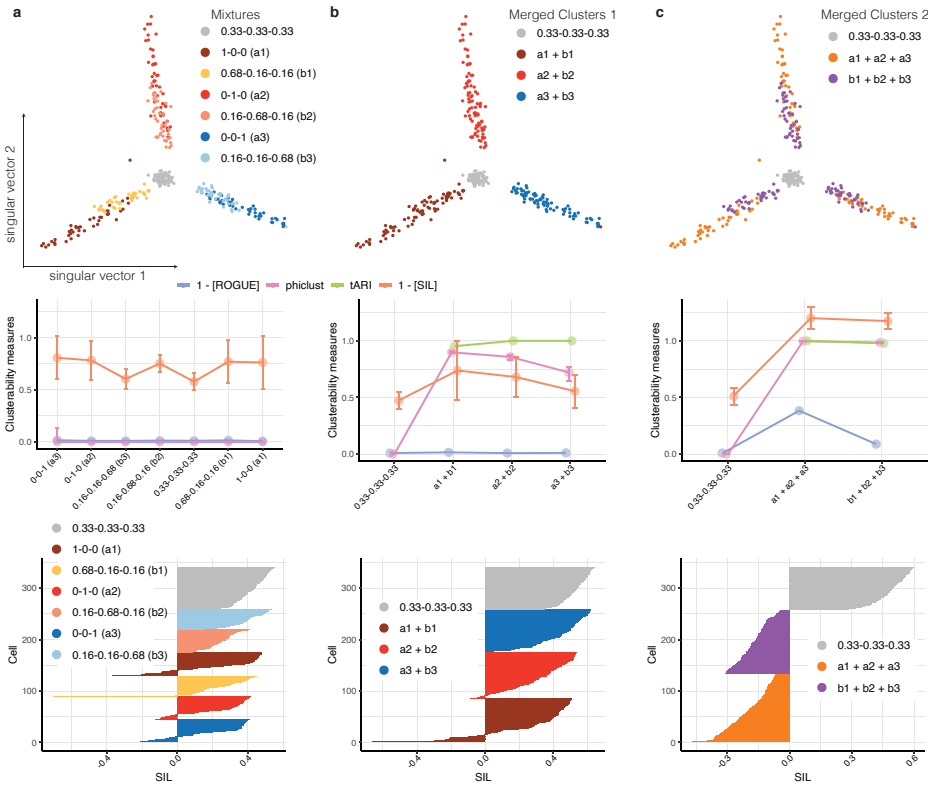 a
Mixtures
0.33-0.33-0.33
1-0-0 (a1)
0.68-0.16-0.16 (b1)
0-1-0 (a2)
0.16-0.68-0.16 (b2)
0-0-1 (a3)
0.16-0.16-0.68 (b3)
singular vector 2
singular vector 1
b
Merged Clusters 1
0.33-0.33-0.33
a1 + b1
a2 + b2
a3 + b3
c
Merged Clusters 2
0.33-0.33-0.33
a1 + a2 + a3
b1 + b2 + b3
1 - [ROGUE] phiclust tARI 1 - [SIL]
Clusterability measures
1.0
0.5
0.0
0-0-1 (a3)
0-1-0 (a2)
0.16-0.16-0.68 (b3)
0.16-0.68-0.16 (b2)
0.33-0.33-0.33
0.68-0.16-0.16 (b1)
1-0-0 (a1)
Clusterability measures
1.0
0.5
0.0
0.33-0.33-0.33
a1 + b1
a2 + b2
a3 + b3
Clusterability measures
1.0
0.5
0.0
0.33-0.33-0.33
a1 + a2 + a3
b1 + b2 + b3
0.33-0.33-0.33
1-0-0 (a1)
0.68-0.16-0.16 (b1)
0-1-0 (a2)
0.16-0.68-0.16 (b2)
0-0-1 (a3)
0.16-0.16-0.68 (b3)
Cell
300
200
100
0
-0.4
0.0
0.4
SIL
0.33-0.33-0.33
a1 + b1
a2 + b2
a3 + b3
Cell
300
200
100
0
-0.4
0.0
0.4
SIL
0.33-0.33-0.33
a1 + a2 + a3
b1 + b2 + b3
Cell
300
200
100
0
-0.3
0.0
0.3
0.6
SIL